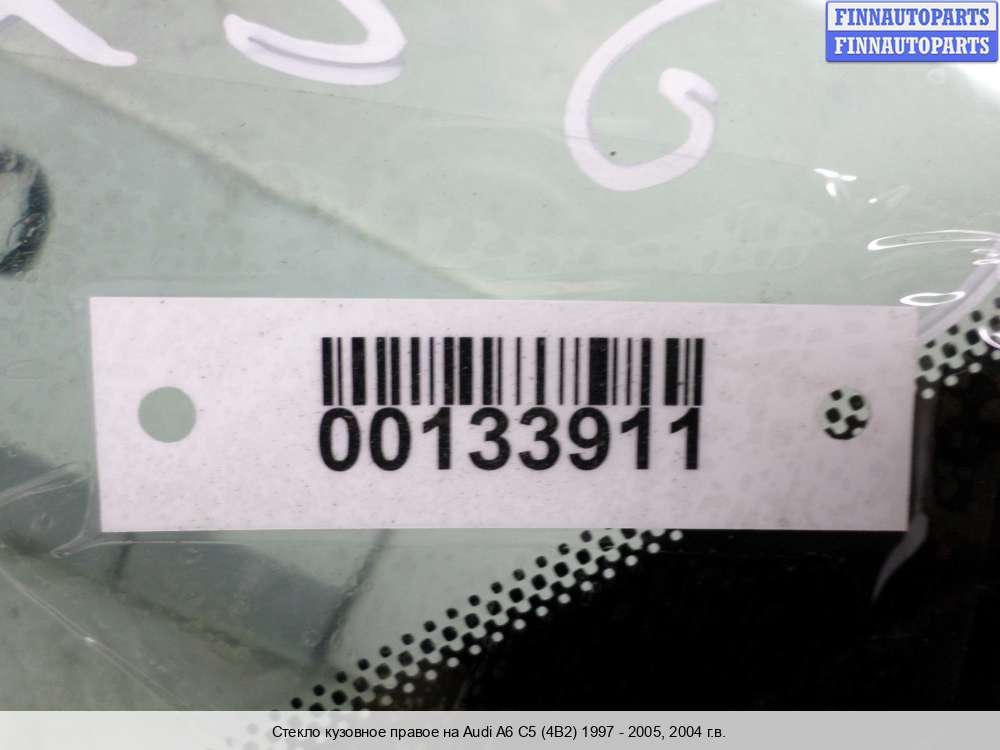 FINNAUTOPARTS
FINNAUTOPARTS
00133911
Стекло кузовное правое на Audi A6 C5 (4B2) 1997 - 2005, 2004 г.в.